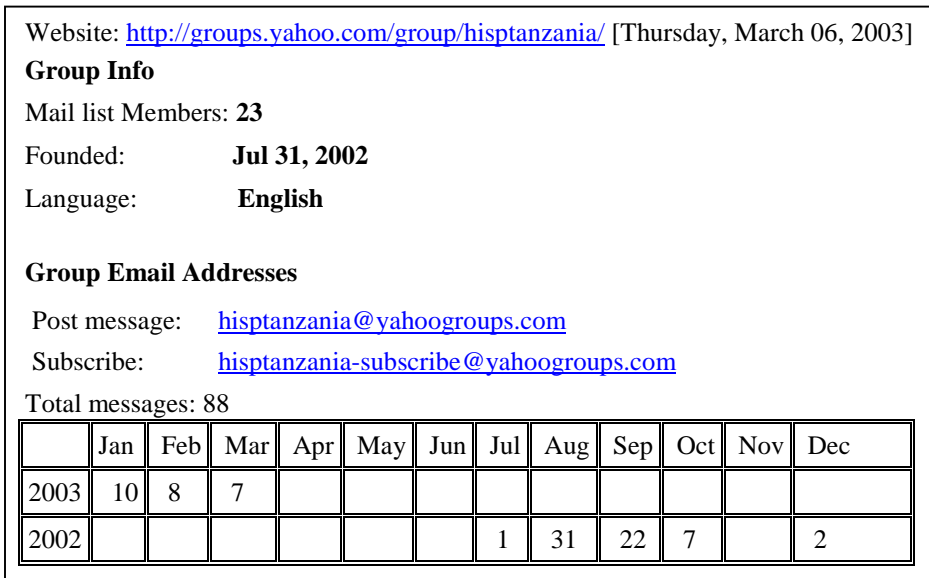 Website: http://groups.yahoo.com/group/hisptanzania/ [Thursday, March 06, 2003]
Group Info
Mail list Members: 23
Founded: Jul 31, 2002
Language: English
Group Email Addresses
Post message: hisptanzania@yahoogroups.com
Subscribe: hisptanzania-subscribe@yahoogroups.com
Total messages: 88
Jan Feb Mar Apr May Jun Jul Aug Sep Oct Nov Dec
2003 10 8 7
2002 1 31 22 7 2